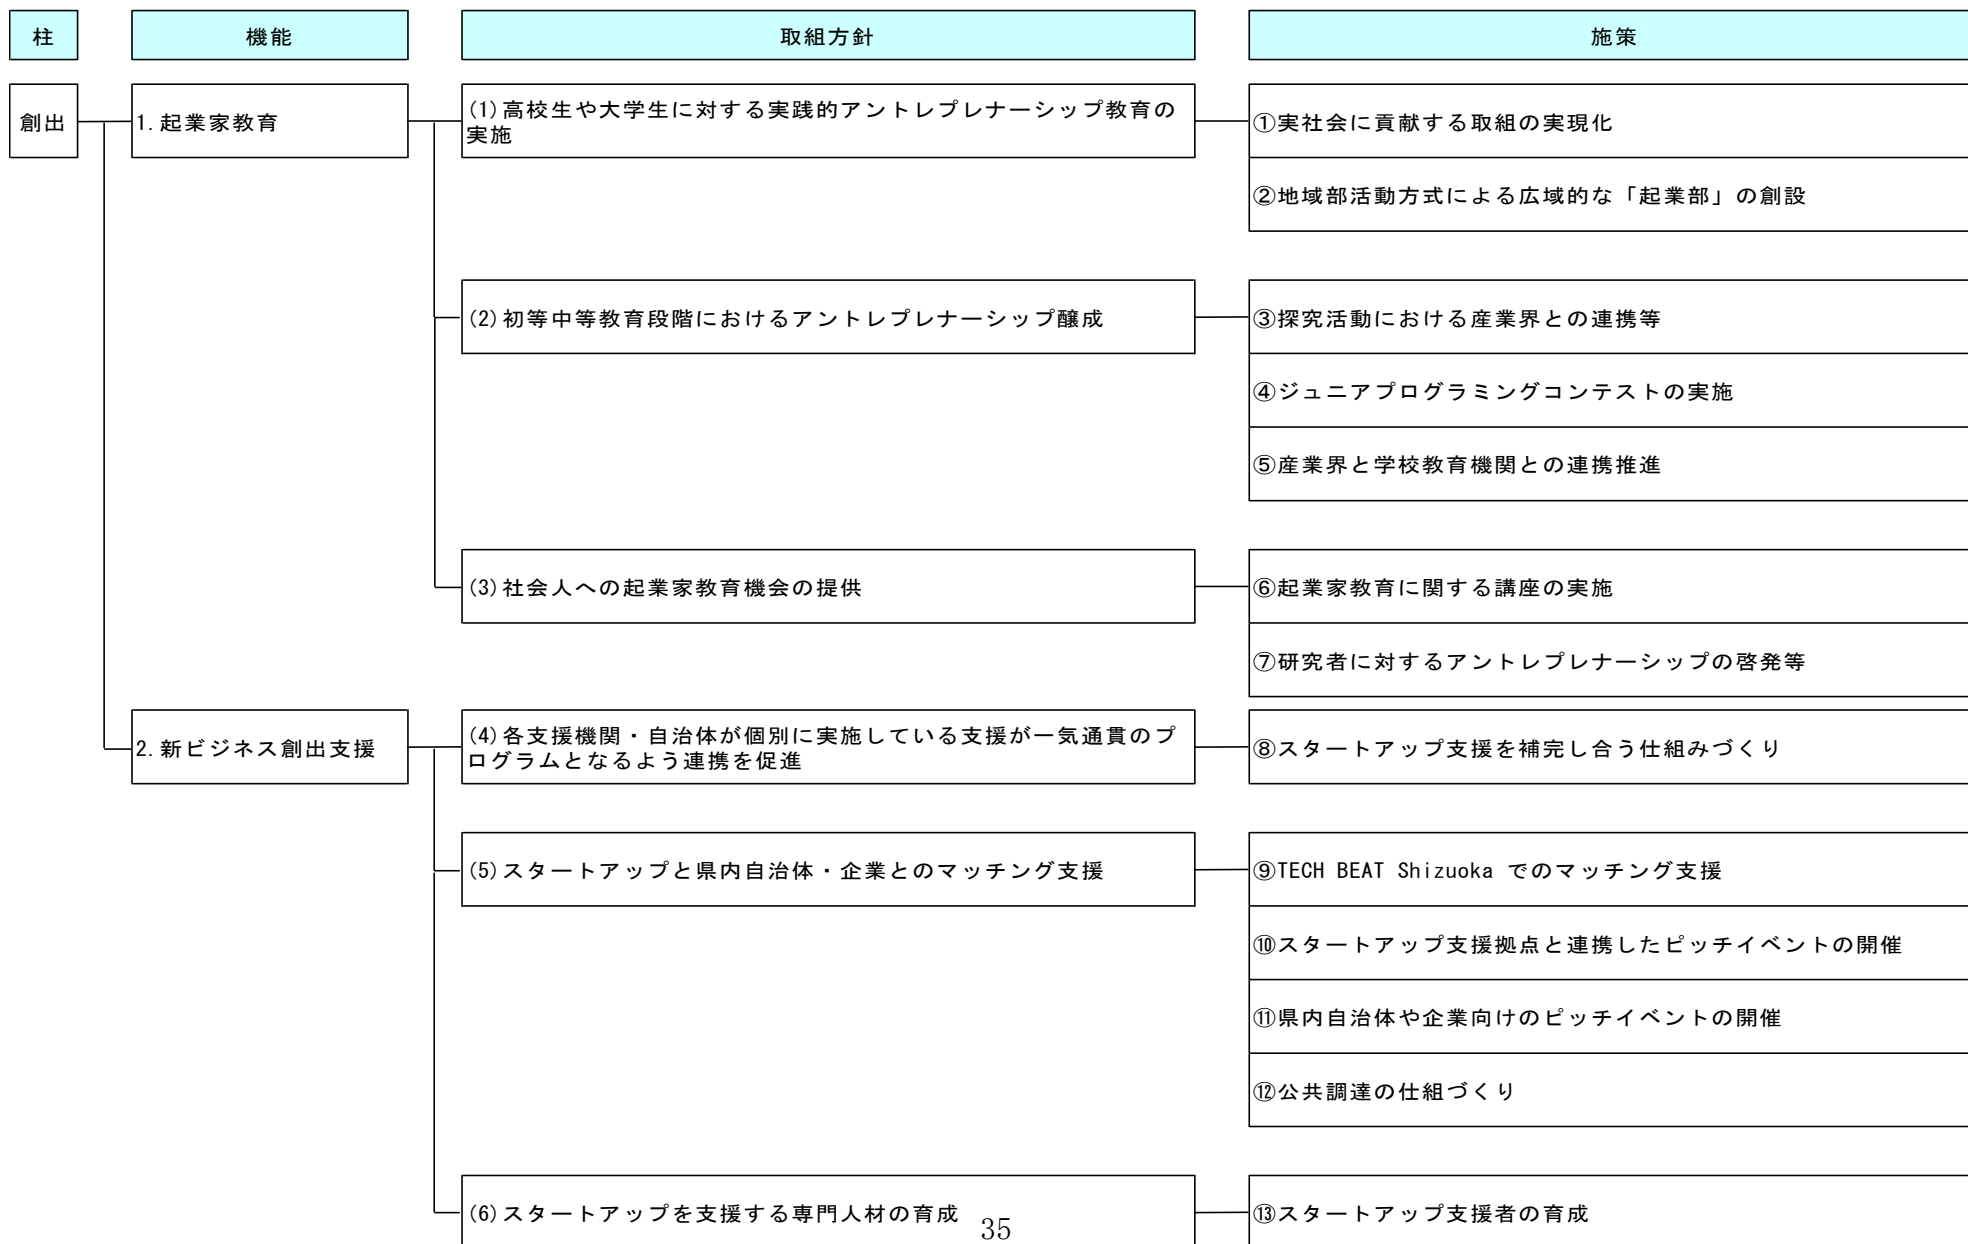 柱
機能
取組方針
施策
創出
1.起業家教育
(1)高校生や大学生に対する実践的アントレプレナーシップ教育の
実施
①実社会に貢献する取組の実現化
②地域部活動方式による広域的な「起業部」の創設
(2)初等中等教育段階におけるアントレプレナーシップ醸成
③探究活動における産業界との連携等
④ジュニアプログラミングコンテストの実施
⑤産業界と学校教育機関との連携推進
(3)社会人への起業家教育機会の提供
⑥起業家教育に関する講座の実施
⑦研究者に対するアントレプレナーシップの啓発等
2.新ビジネス創出支援
(4)各支援機関・自治体が個別に実施している支援が一気通貫のプ
ログラムとなるよう連携を促進
⑧スタートアップ支援を補完し合う仕組みづくり
(5)スタートアップと県内自治体・企業とのマッチング支援
⑨TECH BEAT Shizuoka でのマッチング支援
⑩スタートアップ支援拠点と連携したピッチイベントの開催
⑪県内自治体や企業向けのピッチイベントの開催
⑫公共調達の仕組づくり
(6)スタートアップを支援する専門人材の育成
⑬スタートアップ支援者の育成
35